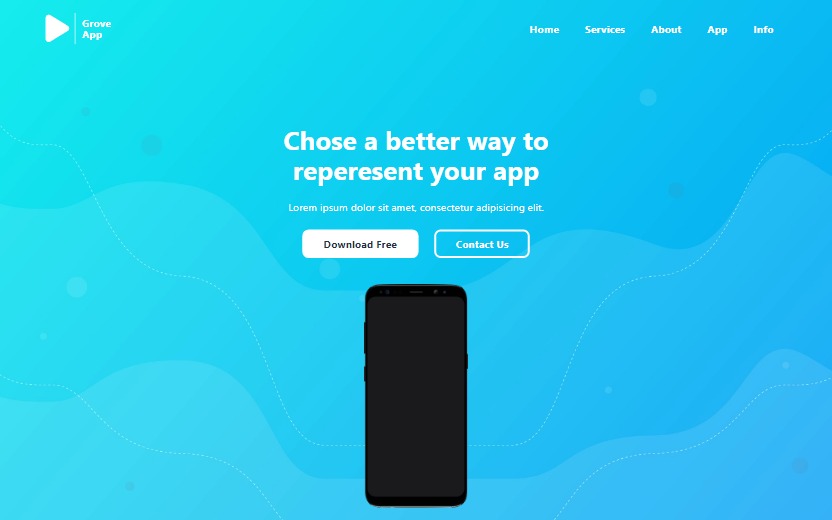 Grove
App
Home Services About App Info
Chose a better way to
reperesent your app
Lorem ipsum dolor sit amet, consectetur adipisicing elit.
Download Free Contact Us